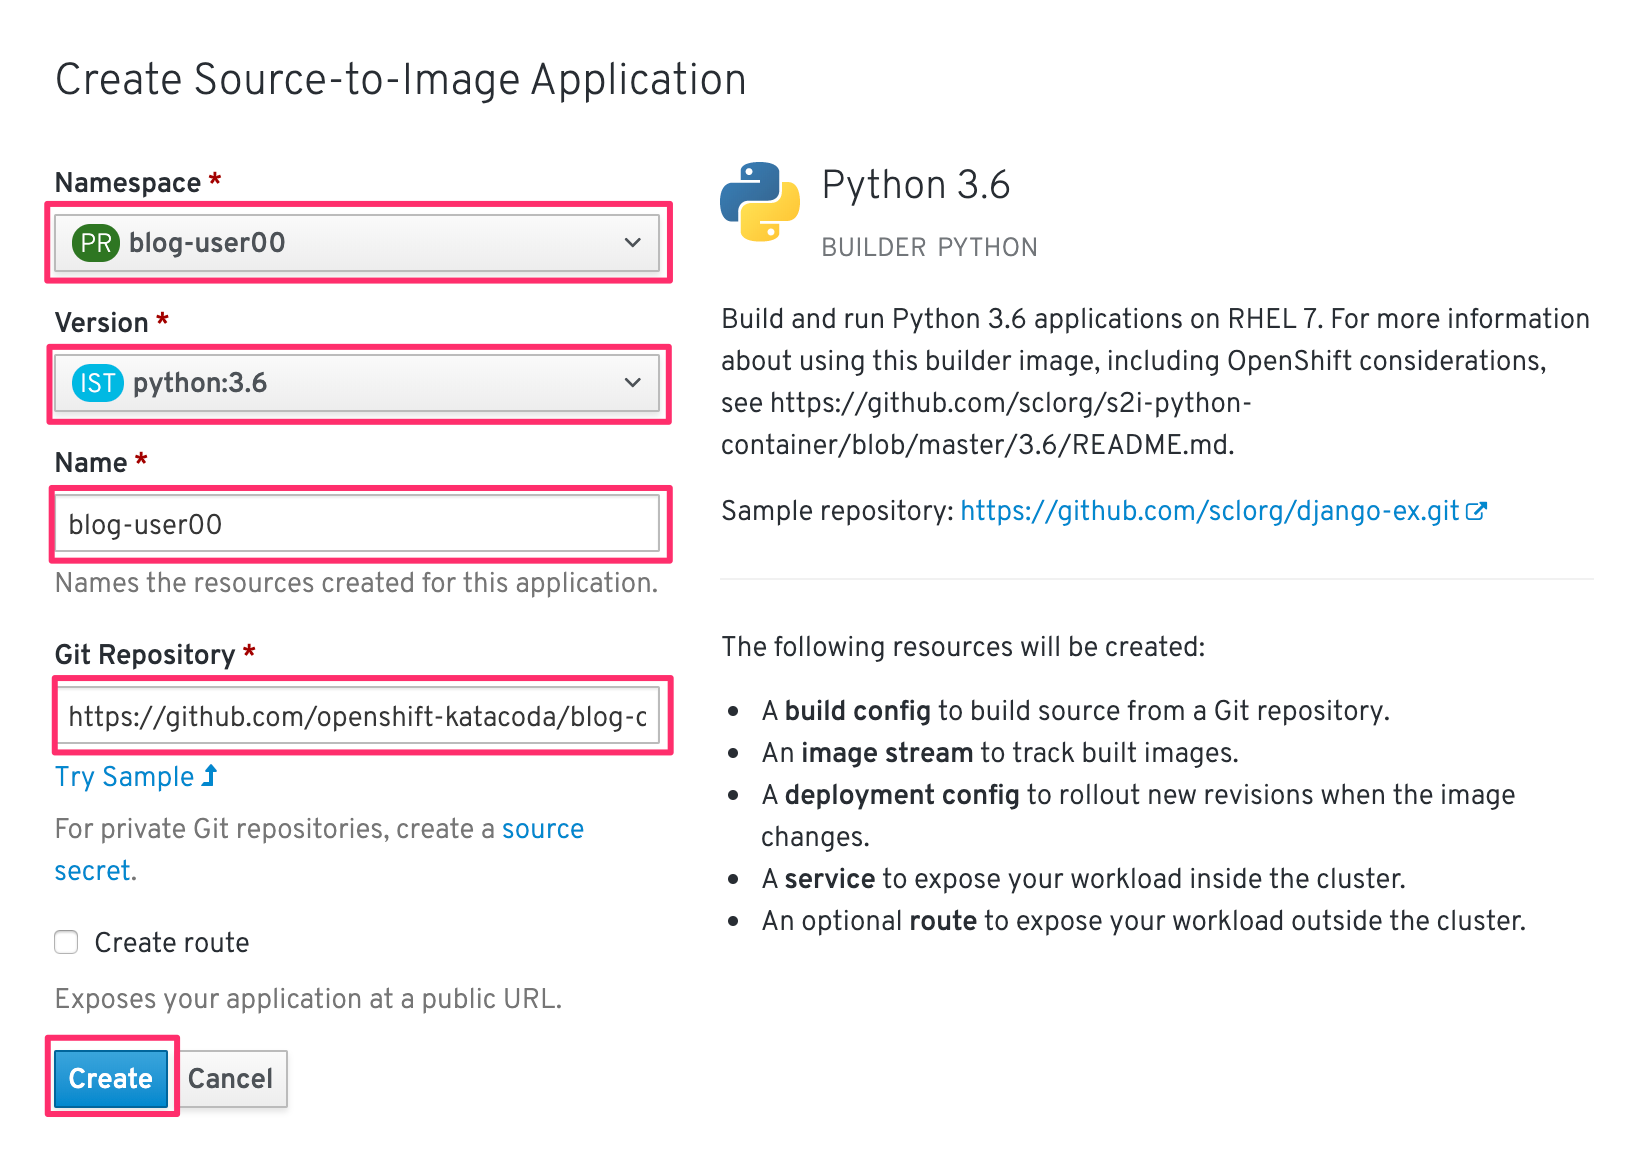 Create Source-to-Image Application
Namespace *
PR blog-user00
Version *
IST python:3.6
Name *
blog-user00
Names the resources created for this application.
Git Repository *
https://github.com/openshift-katacoda/blog-c
Try Sample
For private Git repositories, create a source
secret.
Create route
Exposes your application at a public URL.
Create Cancel
Python 3.6
BUILDER PYTHON
Build and run Python 3.6 applications on RHEL 7. For more information
about using this builder image, including OpenShift considerations,
see https://github.com/sclorg/s2i-python-
container/blob/master/3.6/README.md.
Sample repository: https://github.com/sclorg/django-ex.git
The following resources will be created:
• A build config to build source from a Git repository.
• An image stream to track built images.
• A deployment config to rollout new revisions when the image
changes.
• A service to expose your workload inside the cluster.
• An optional route to expose your workload outside the cluster.